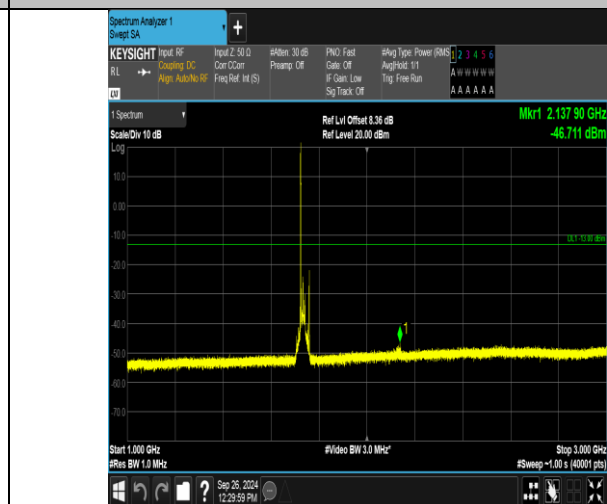 Spectrum Analyzer 1
Swept SA
+
KEYSIGHT Input: RF Input Z: 50 Ω #Atten: 30 dB PNO: Fast #Avg Type: Power (RMS 1 2 3 4 5 6
RL Coupling: DC Corr CCorr Preamp: Off Gate: Off Avg|Hold: 1/1 A W W W W W
Align: Auto/No RF Freq Ref: Int (S) IF Gain: Low Trig: Free Run
LXI Sig Track: Off A A A A A A
1 Spectrum Ref Lvl Offset 8.36 dB Mkr1 2.137 90 GHz
Scale/Div 10 dB Ref Level 20.00 dBm -46.711 dBm
Log
10.0
0.00
-10.0
DL1 -13.00 dBm
-20.0
-30.0
-40.0
1
-50.0
-60.0
-70.0
Start 1.000 GHz #Video BW 3.0 MHz* Stop 3.000 GHz
#Res BW 1.0 MHz #Sweep ~1.00 s (40001 pts)
? Sep 26, 2024
12:29:59 PM